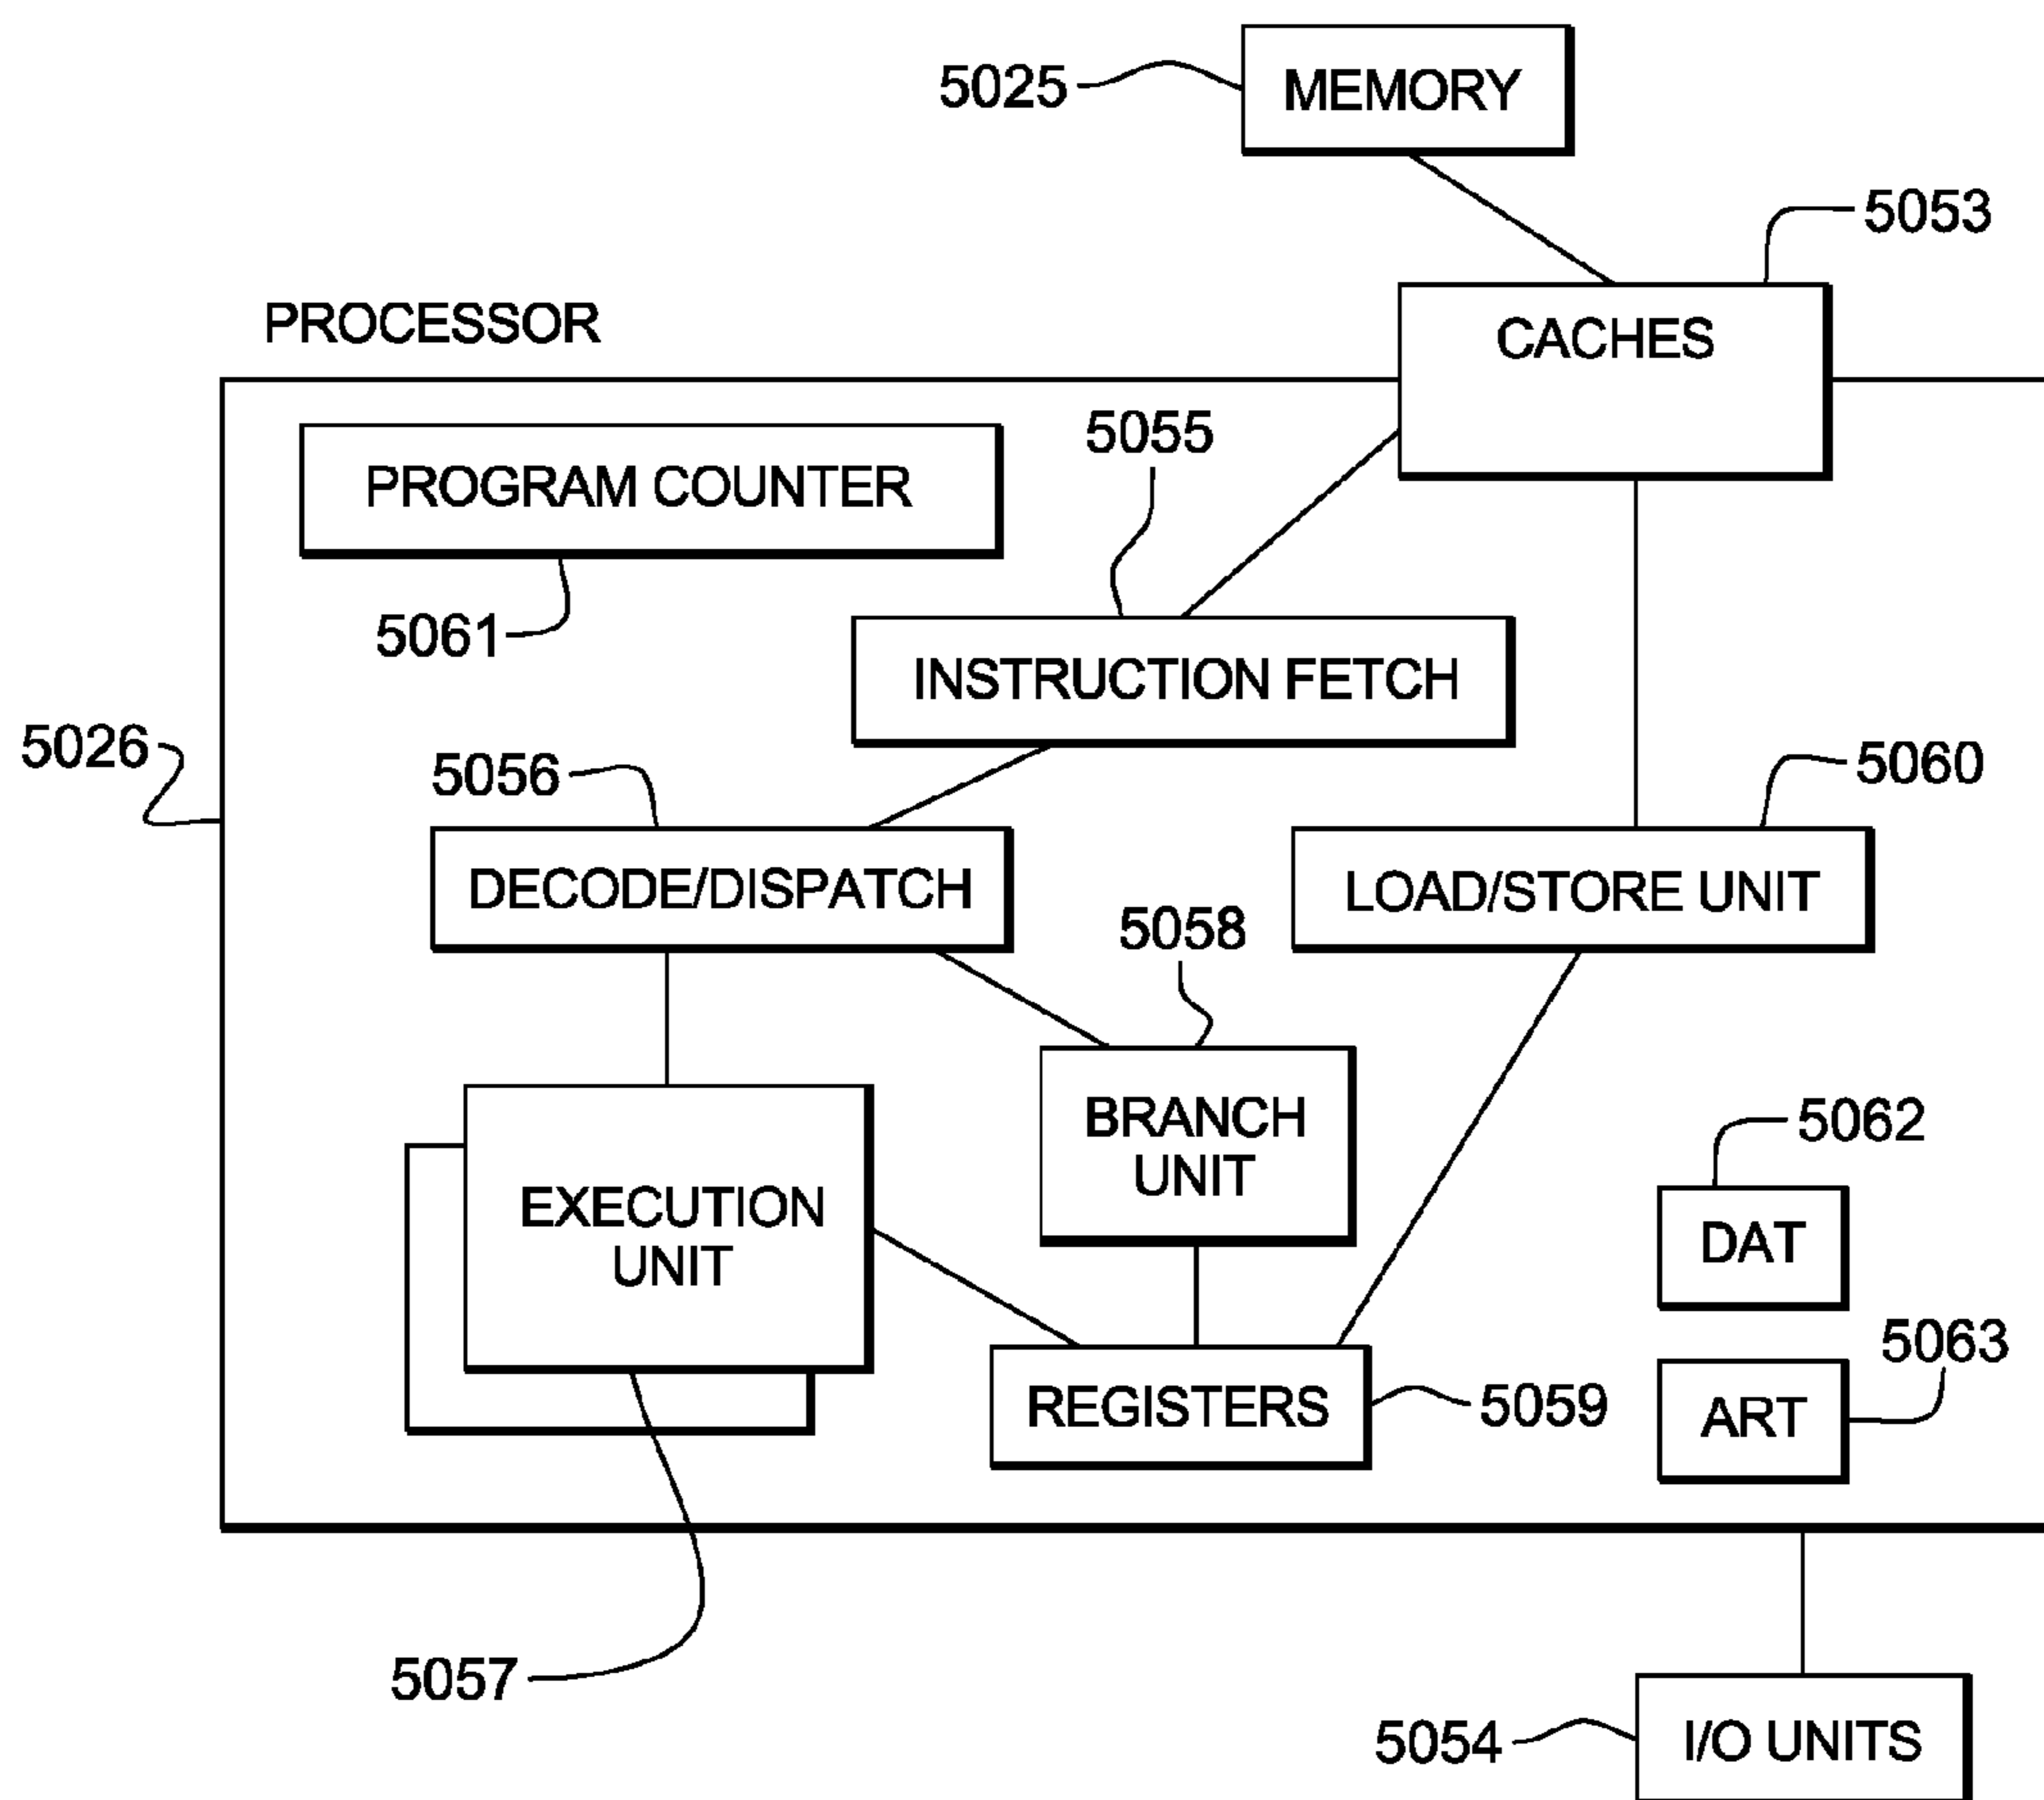 MEMORY
5025
5053
CACHES
PROCESSOR
5055
PROGRAM COUNTER
5061
INSTRUCTION FETCH
5026
5056
5060
DECODE/DISPATCH
LOAD/STORE UNIT
5058
BRANCH
UNIT
5062
EXECUTION
UNIT
DAT
5063
REGISTERS
5059
ART
5057
5054
I/O UNITS